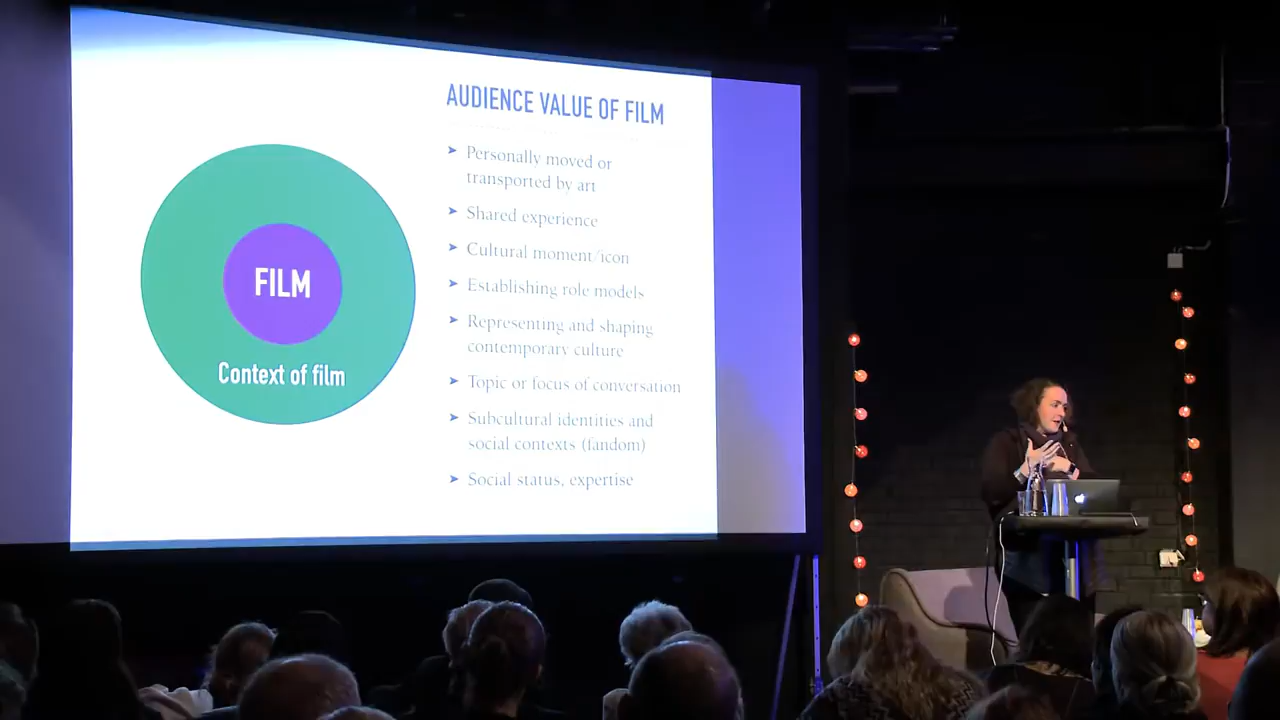 AUDIENCE VALUE OF FILM
➤ Personally moved or
transported by art
➤ Shared experience
➤ Cultural moment/icon
➤ Establishing role models
➤ Representing and shaping
contemporary culture
➤ Topic or focus of conversation
➤ Subcultural identities and
social contexts (fandom)
➤ Social status, expertise
FILM
Context of film